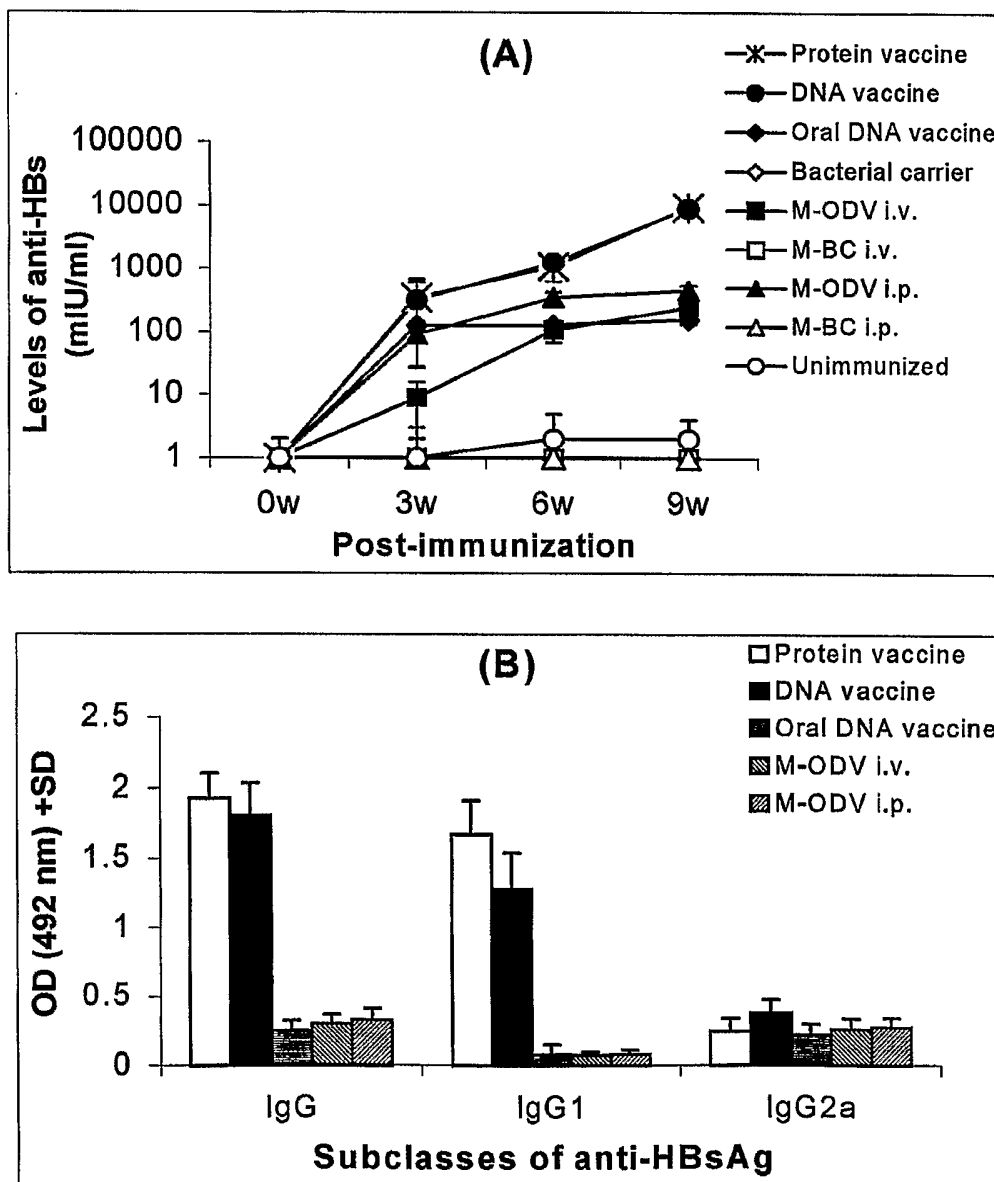 (A)
Protein vaccine
DNA vaccine
Oral DNA vaccine
Bacterial carrier
M-ODV i.v.
M-BC i.v.
M-ODV i.p.
M-BC i.p.
Unimmunized
Levels of anti-HBs
(mIU/ml)
100000
10000
1000
100
10
1
0w 3w 6w 9w
Post-immunization
(B)
Protein vaccine
DNA vaccine
Oral DNA vaccine
M-ODV i.v.
M-ODV i.p.
OD (492 nm) +SD
2.5
2
1.5
1
0.5
0
IgG IgG1 IgG2a
Subclasses of anti-HBsAg